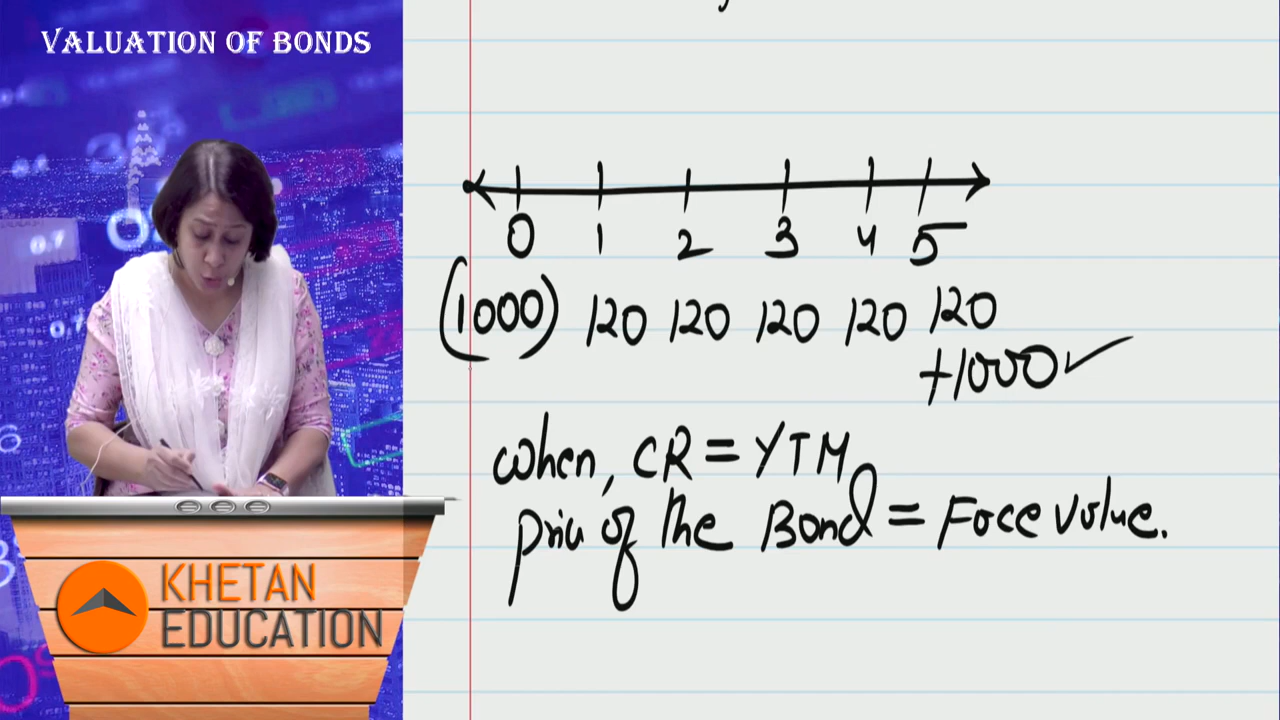 VALUATION OF BONDS
0 1 2 3 4 5
(1000) 120 120 120 120 120
+1000✓
when, CR = YTM
price of the Bond = Face value.
KHETAN
EDUCATION